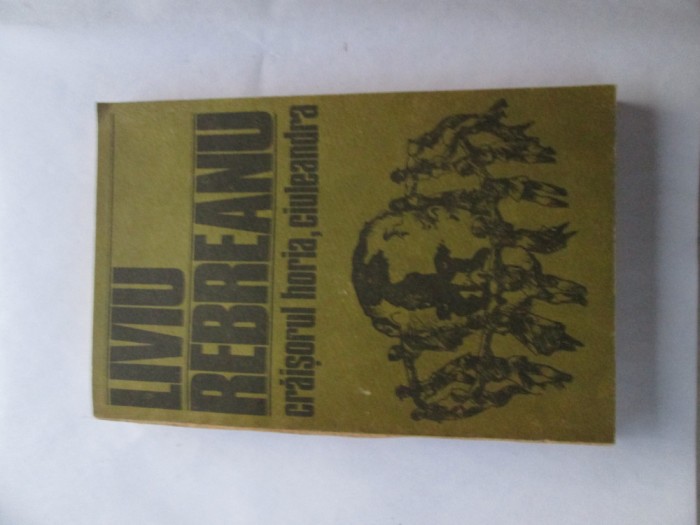 LIVIU
REBREANU
crăişorul horia, ciuleandra